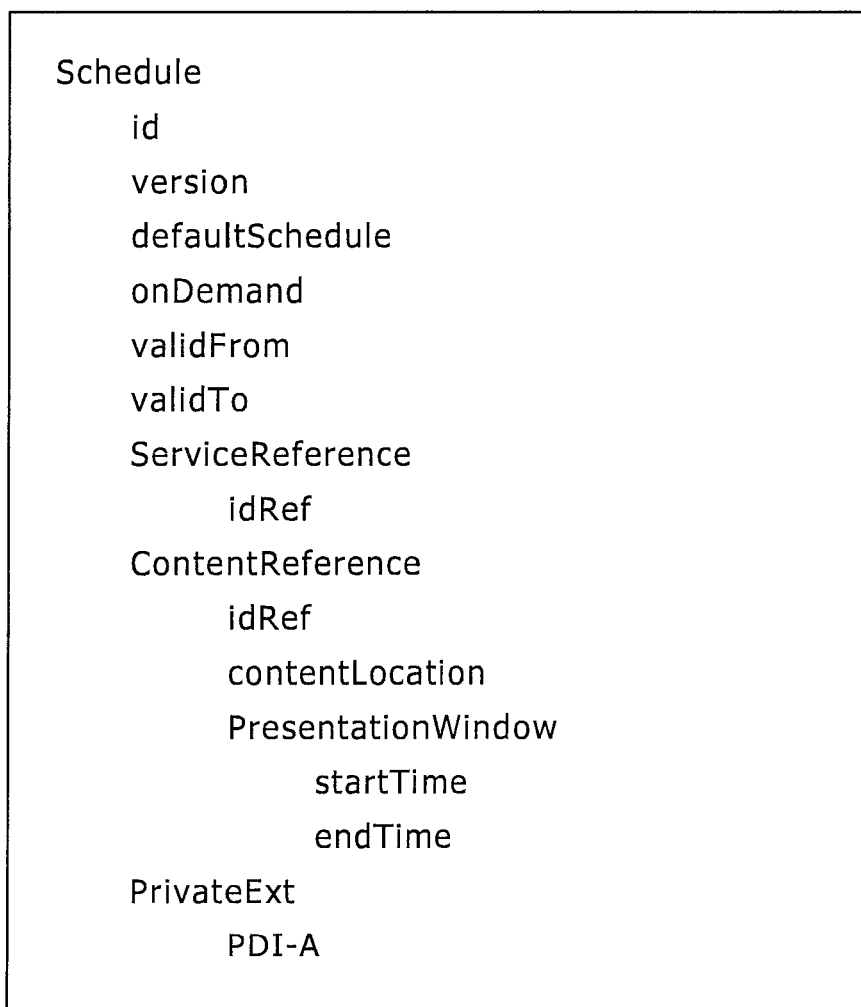 Schedule
id
version
defaultSchedule
onDemand
validFrom
validTo
ServiceReference
idRef
ContentReference
idRef
contentLocation
PresentationWindow
startTime
endTime
PrivateExt
PDI-A